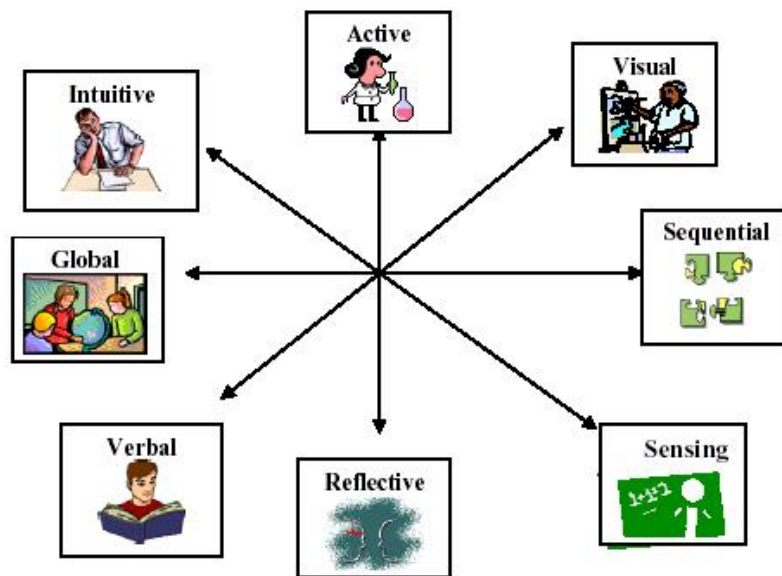 Active
Visual
Intuitive
Sequential
Global
Verbal
Reflective
Sensing